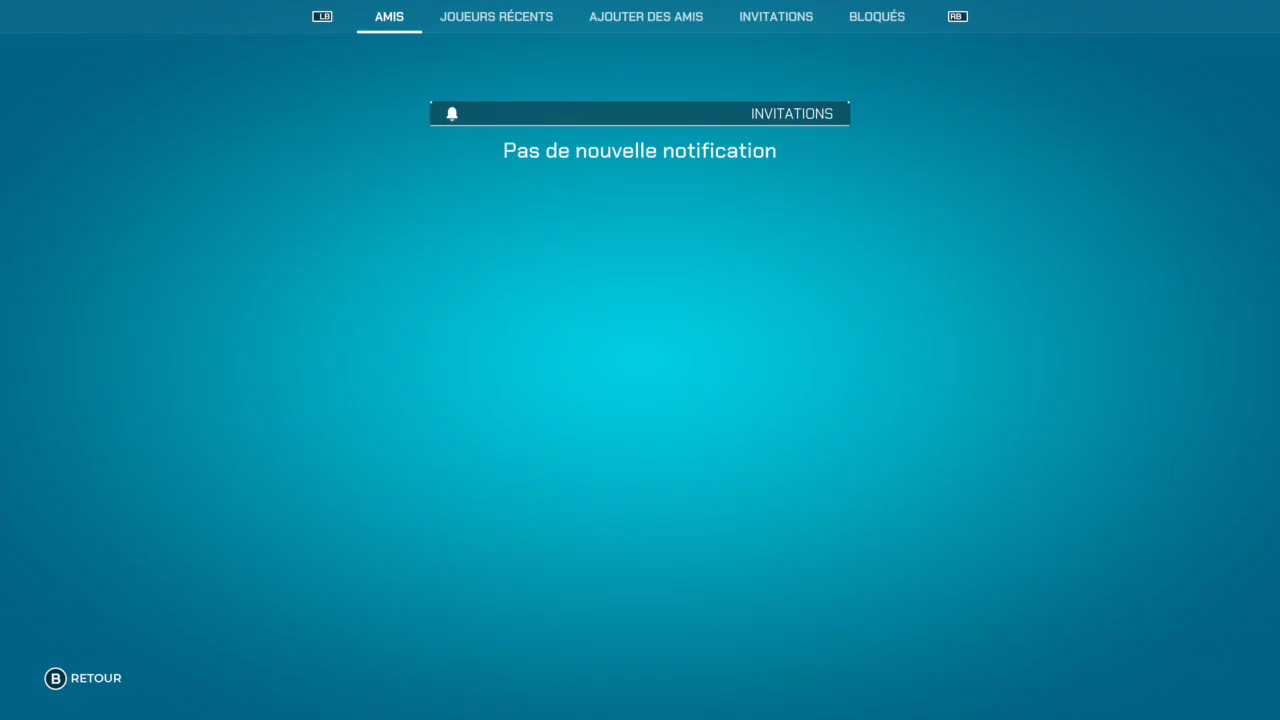 LB AMIS JOUEURS RÉCENTS AJOUTER DES AMIS INVITATIONS BLOQUÉS RB
INVITATIONS
Pas de nouvelle notification
B RETOUR